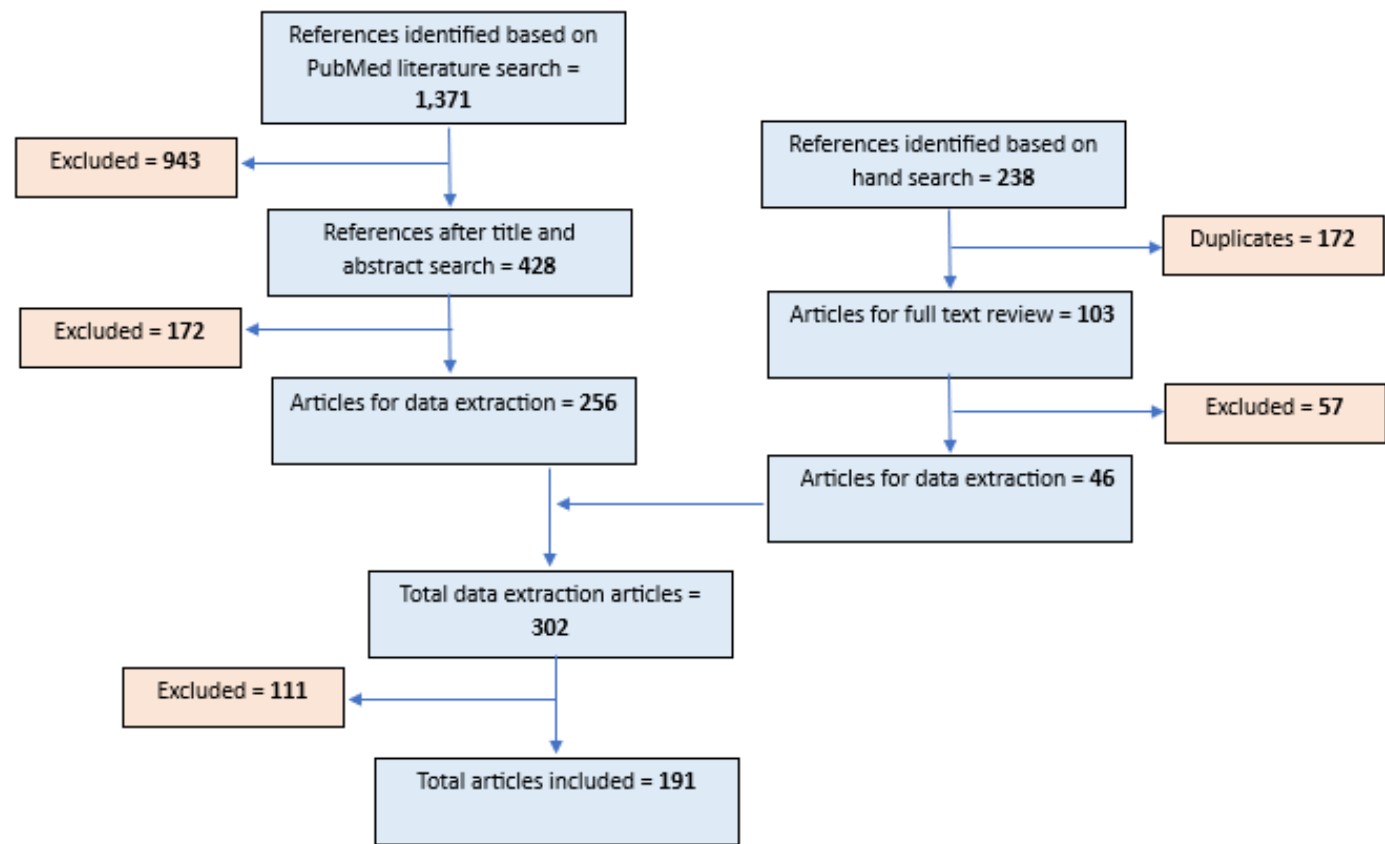 References identified based on
PubMed literature search =
1,371
Excluded = 943
References identified based on
hand search = 238
References after title and
abstract search = 428
Duplicates = 172
Excluded = 172
Articles for full text review = 103
Articles for data extraction = 256
Excluded = 57
Articles for data extraction = 46
Total data extraction articles =
302
Excluded = 111
Total articles included = 191